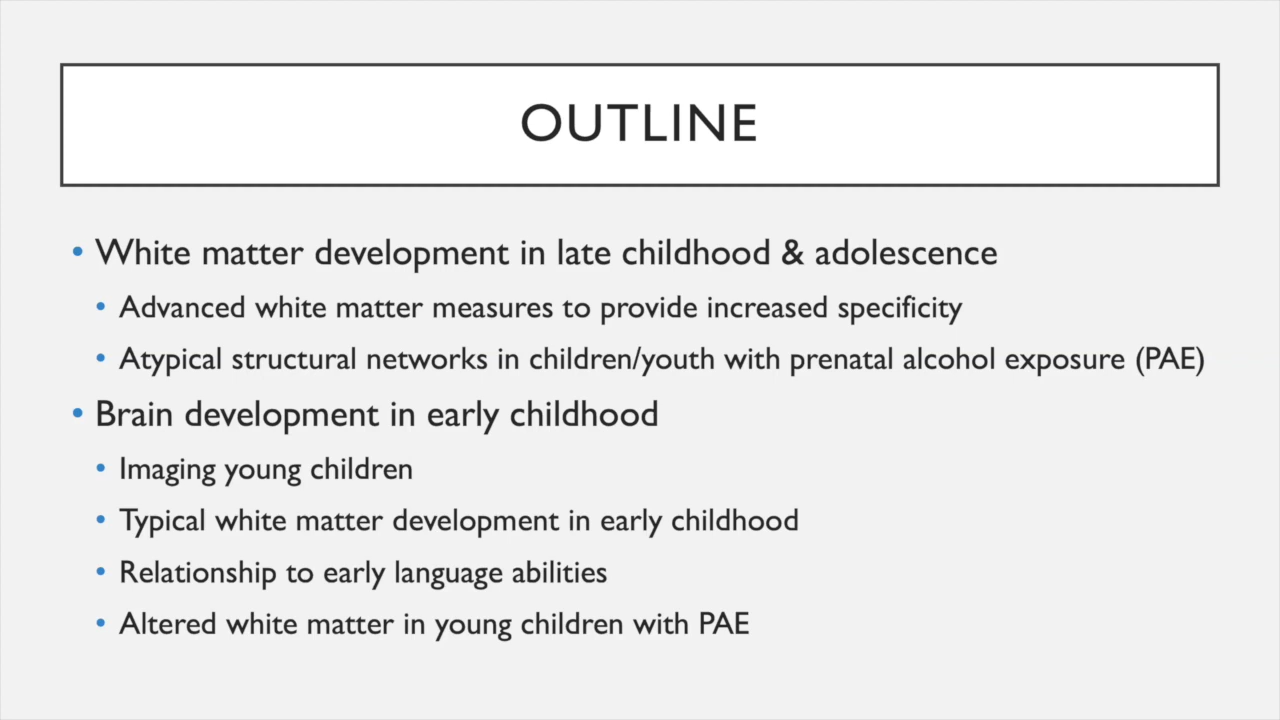 OUTLINE
• White matter development in late childhood & adolescence
• Advanced white matter measures to provide increased specificity
• Atypical structural networks in children/youth with prenatal alcohol exposure (PAE)
• Brain development in early childhood
• Imaging young children
• Typical white matter development in early childhood
• Relationship to early language abilities
• Altered white matter in young children with PAE